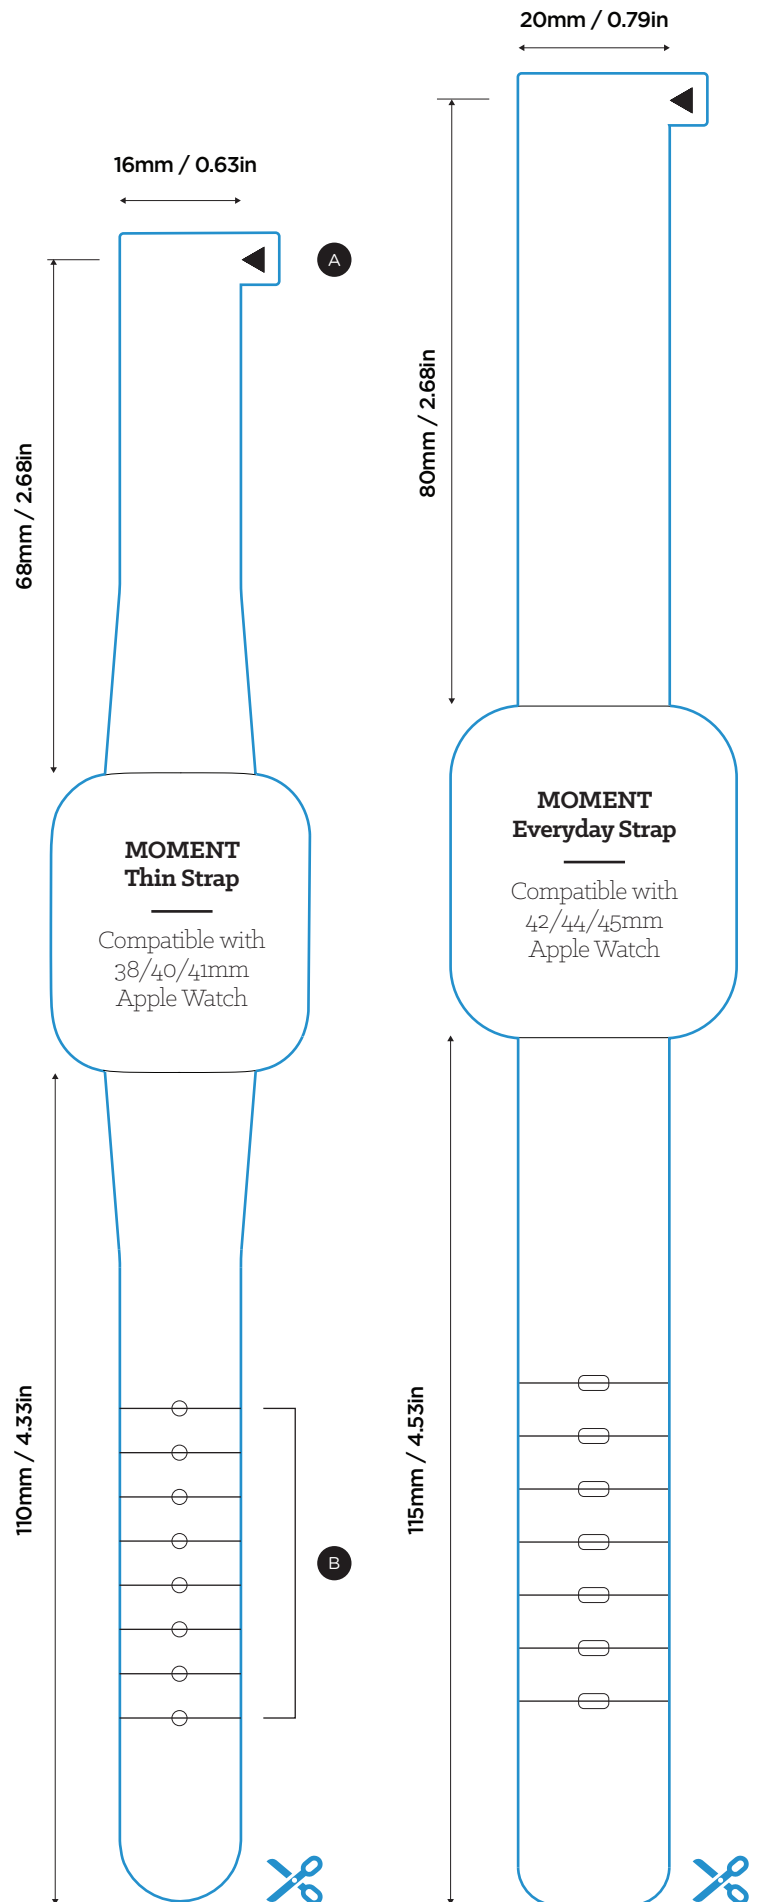 20mm / 0.79in
16mm / 0.63in
A
68mm / 2.68in
80mm / 2.68in
MOMENT
Thin Strap
Compatible with
38/40/41mm
Apple Watch
MOMENT
Everyday Strap
Compatible with
42/44/45mm
Apple Watch
110mm / 4.33in
B
115mm / 4.53in